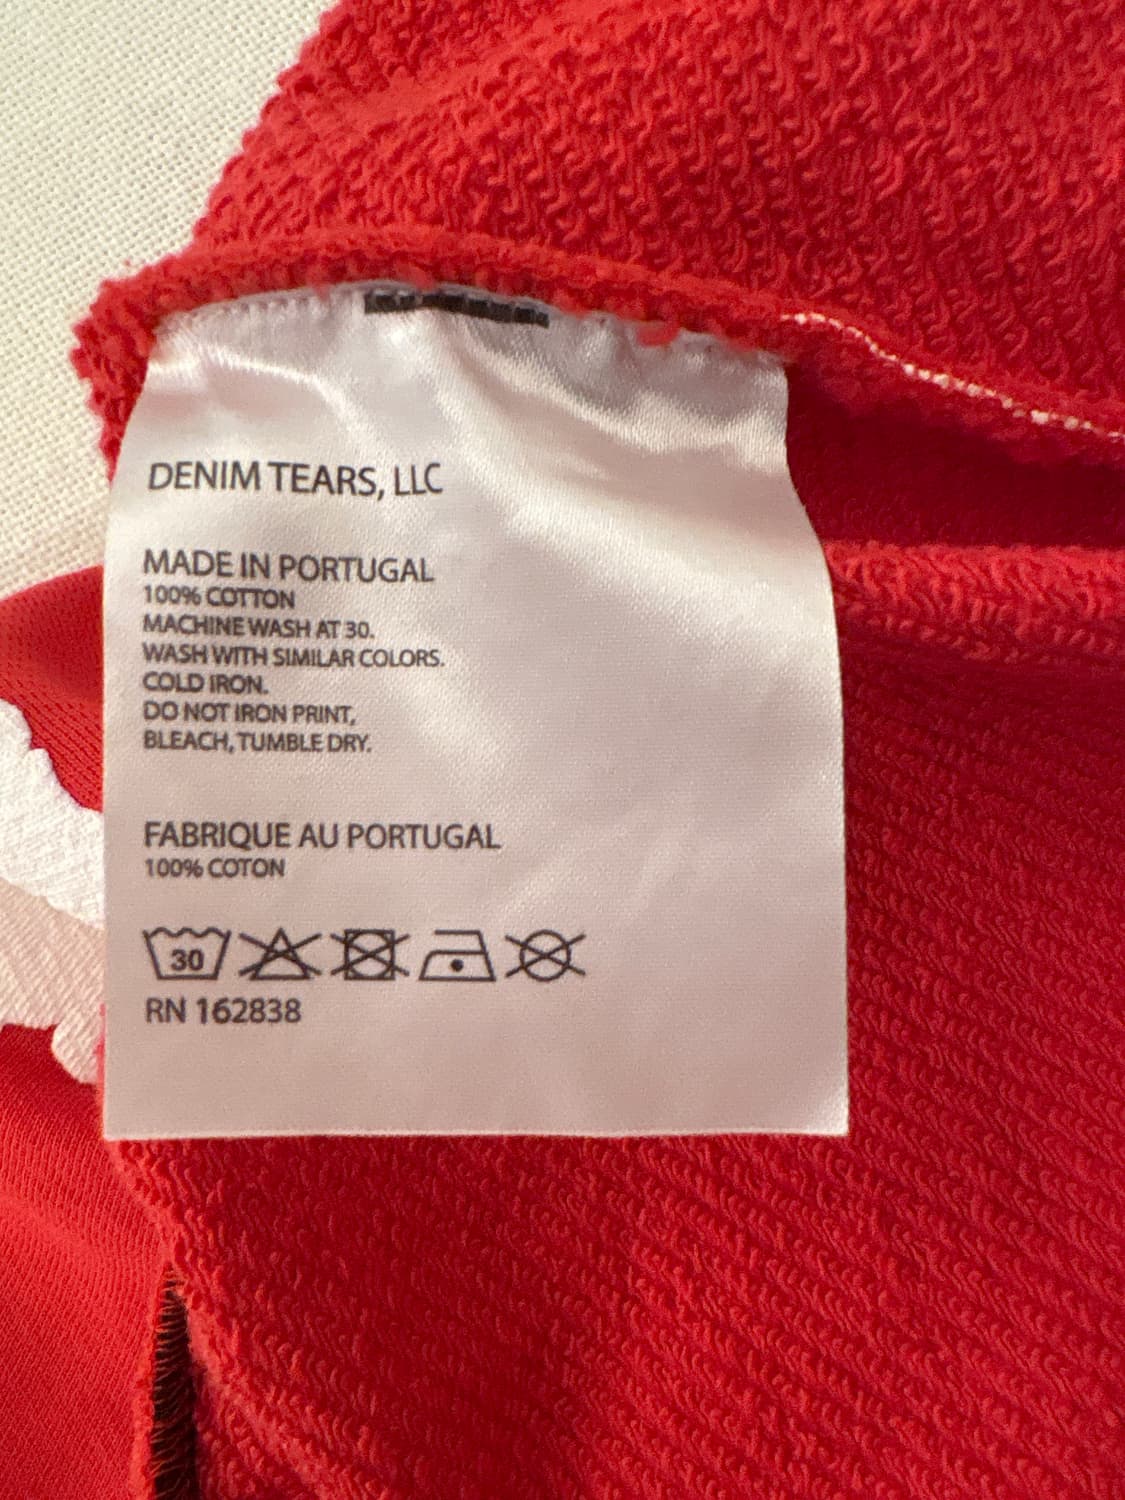 DENIM TEARS, LLC
MADE IN PORTUGAL
100% COTTON
MACHINE WASH AT 30.
WASH WITH SIMILAR COLORS.
COLD IRON.
DO NOT IRON PRINT,
BLEACH, TUMBLE DRY.
FABRIQUE AU PORTUGAL
100% COTON
30
RN 162838